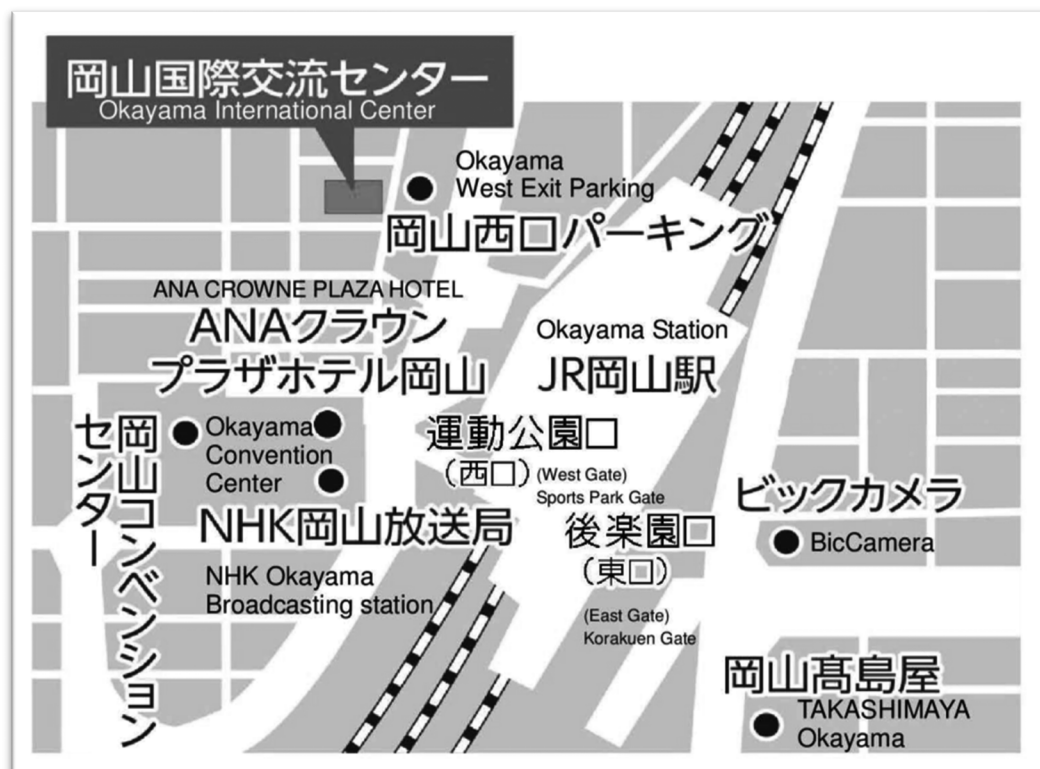 岡山国際交流センター
Okayama International Center
Okayama
West Exit Parking
岡山西口パーキング
ANA CROWNE PLAZA HOTEL
ANAクラウン
プラザホテル岡山
Okayama Station
JR岡山駅
岡山コンベンション
センター
Okayama
Convention
Center
運動公園口
(西口)
(West Gate)
Sports Park Gate
NHK岡山放送局
NHK Okayama
Broadcasting station
後楽園口
(東口)
(East Gate)
Korakuen Gate
ビックカメラ
BicCamera
岡山髙島屋
TAKASHIMAYA
Okayama